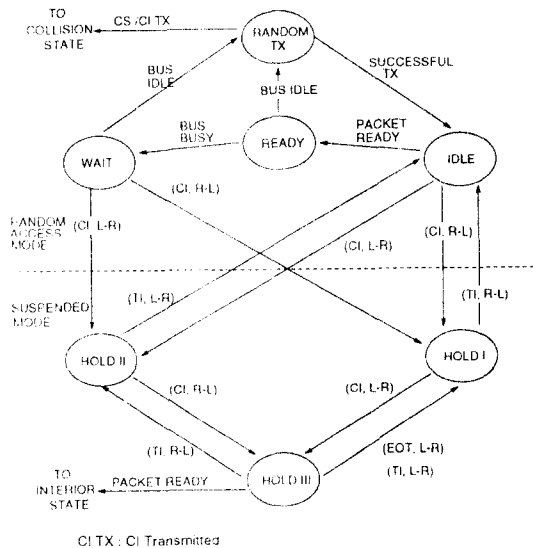 TO
COLLISION
STATE
CS /CI TX
RANDOM
TX
SUCCESSFUL
TX
BUS
IDLE
BUS IDLE
BUS
BUSY
READY
PACKET
READY
WAIT
IDLE
(CI, R-L)
RANDOM
ACCESS
MODE
(CI, L-R)
(CI, L-R)
(CI, R-L)
SUSPENDED
MODE
(TI, L-R)
(TI, R-L)
HOLD II
HOLD I
(CI, R-L)
(CI, L-R)
(TI, R-L)
(EOT, L-R)
(TI, L-R)
TO
INTERIOR
STATE
PACKET READY
HOLD III
CI TX : CI Transmitted